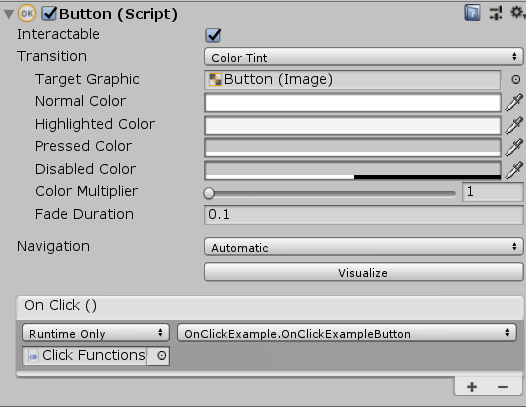 Button (Script)
Interactable
Transition Color Tint
Target Graphic Button (Image)
Normal Color
Highlighted Color
Pressed Color
Disabled Color
Color Multiplier 1
Fade Duration 0.1
Navigation Automatic
Visualize
On Click ()
Runtime Only OnClickExample.OnClickExampleButton
Click Functions